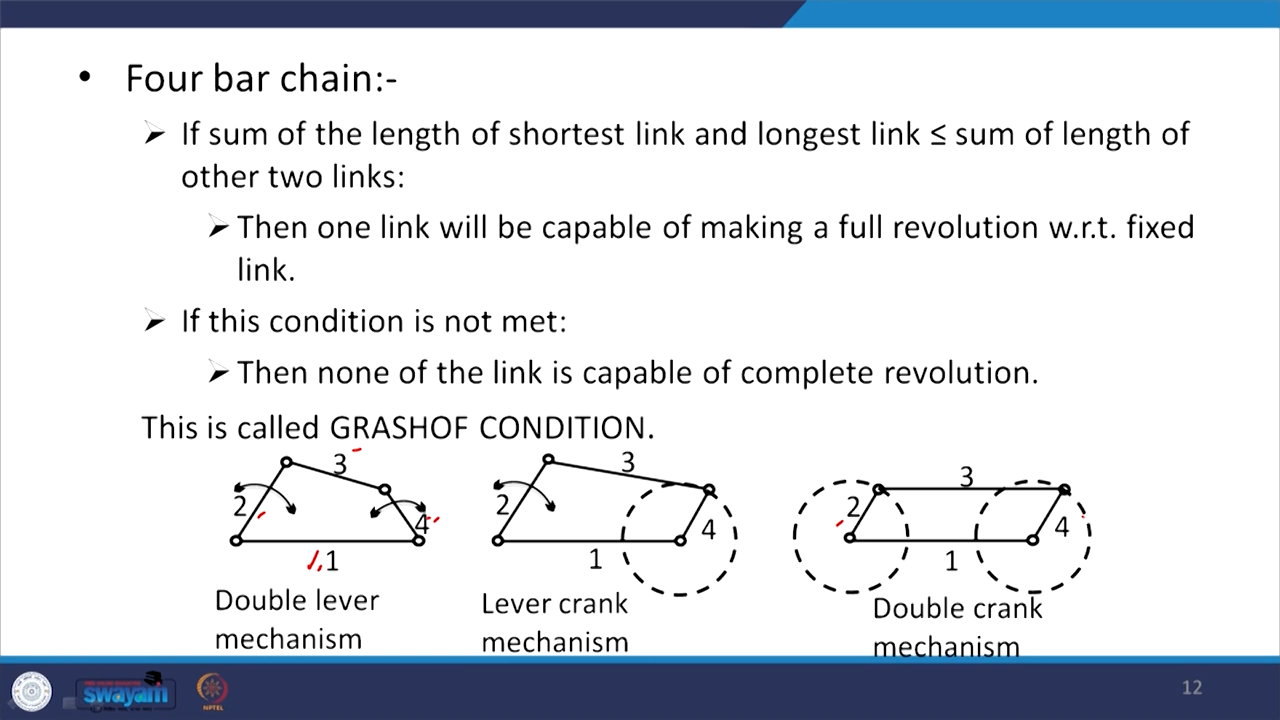 • Four bar chain:-
➢ If sum of the length of shortest link and longest link ≤ sum of length of
other two links:
➢ Then one link will be capable of making a full revolution w.r.t. fixed
link.
➢ If this condition is not met:
➢ Then none of the link is capable of complete revolution.
This is called GRASHOF CONDITION.
3
2
4
1
Double lever
mechanism
3
2
4
1
Lever crank
mechanism
3
2
4
1
Double crank
mechanism
swayam
NPTEL
12